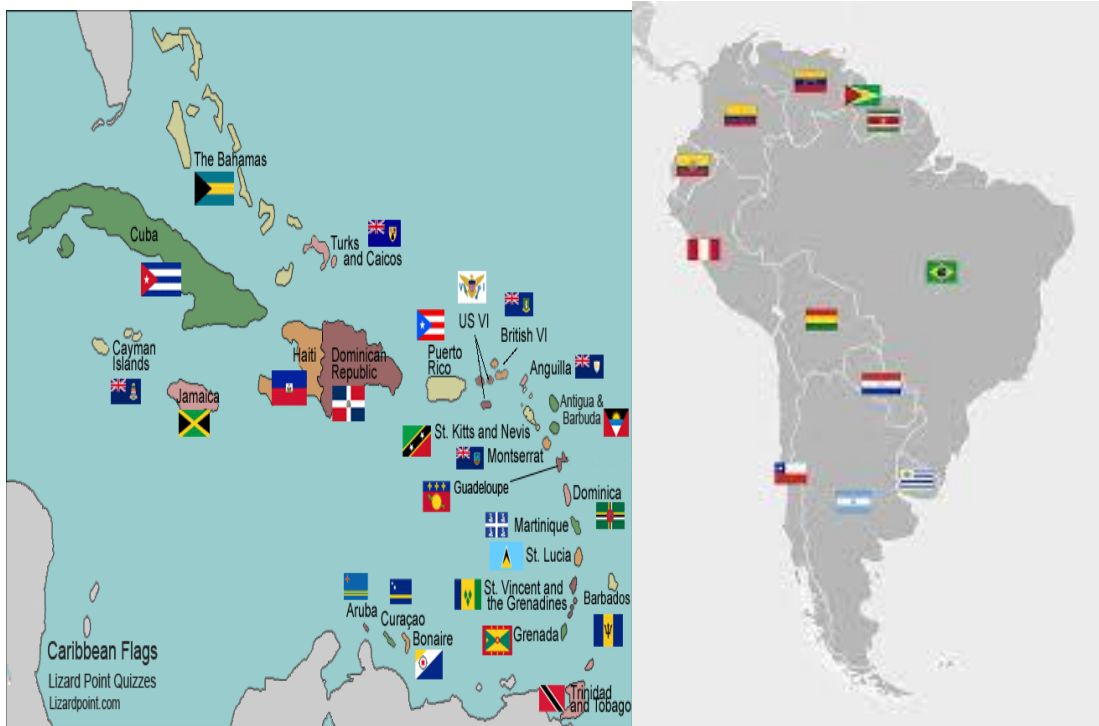 The Bahamas
Cuba
Turks
and Caicos
US VI
British VI
Cayman
Islands
Jamaica
Haiti
Dominican
Republic
Puerto
Rico
Anguilla
Antigua &
Barbuda
St. Kitts and Nevis
Montserrat
Guadeloupe
Dominica
Martinique
St. Lucia
St. Vincent and
the Grenadines
Barbados
Aruba
Curaçao
Bonaire
Grenada
Trinidad
and Tobago
Caribbean Flags
Lizard Point Quizzes
Lizardpoint.com